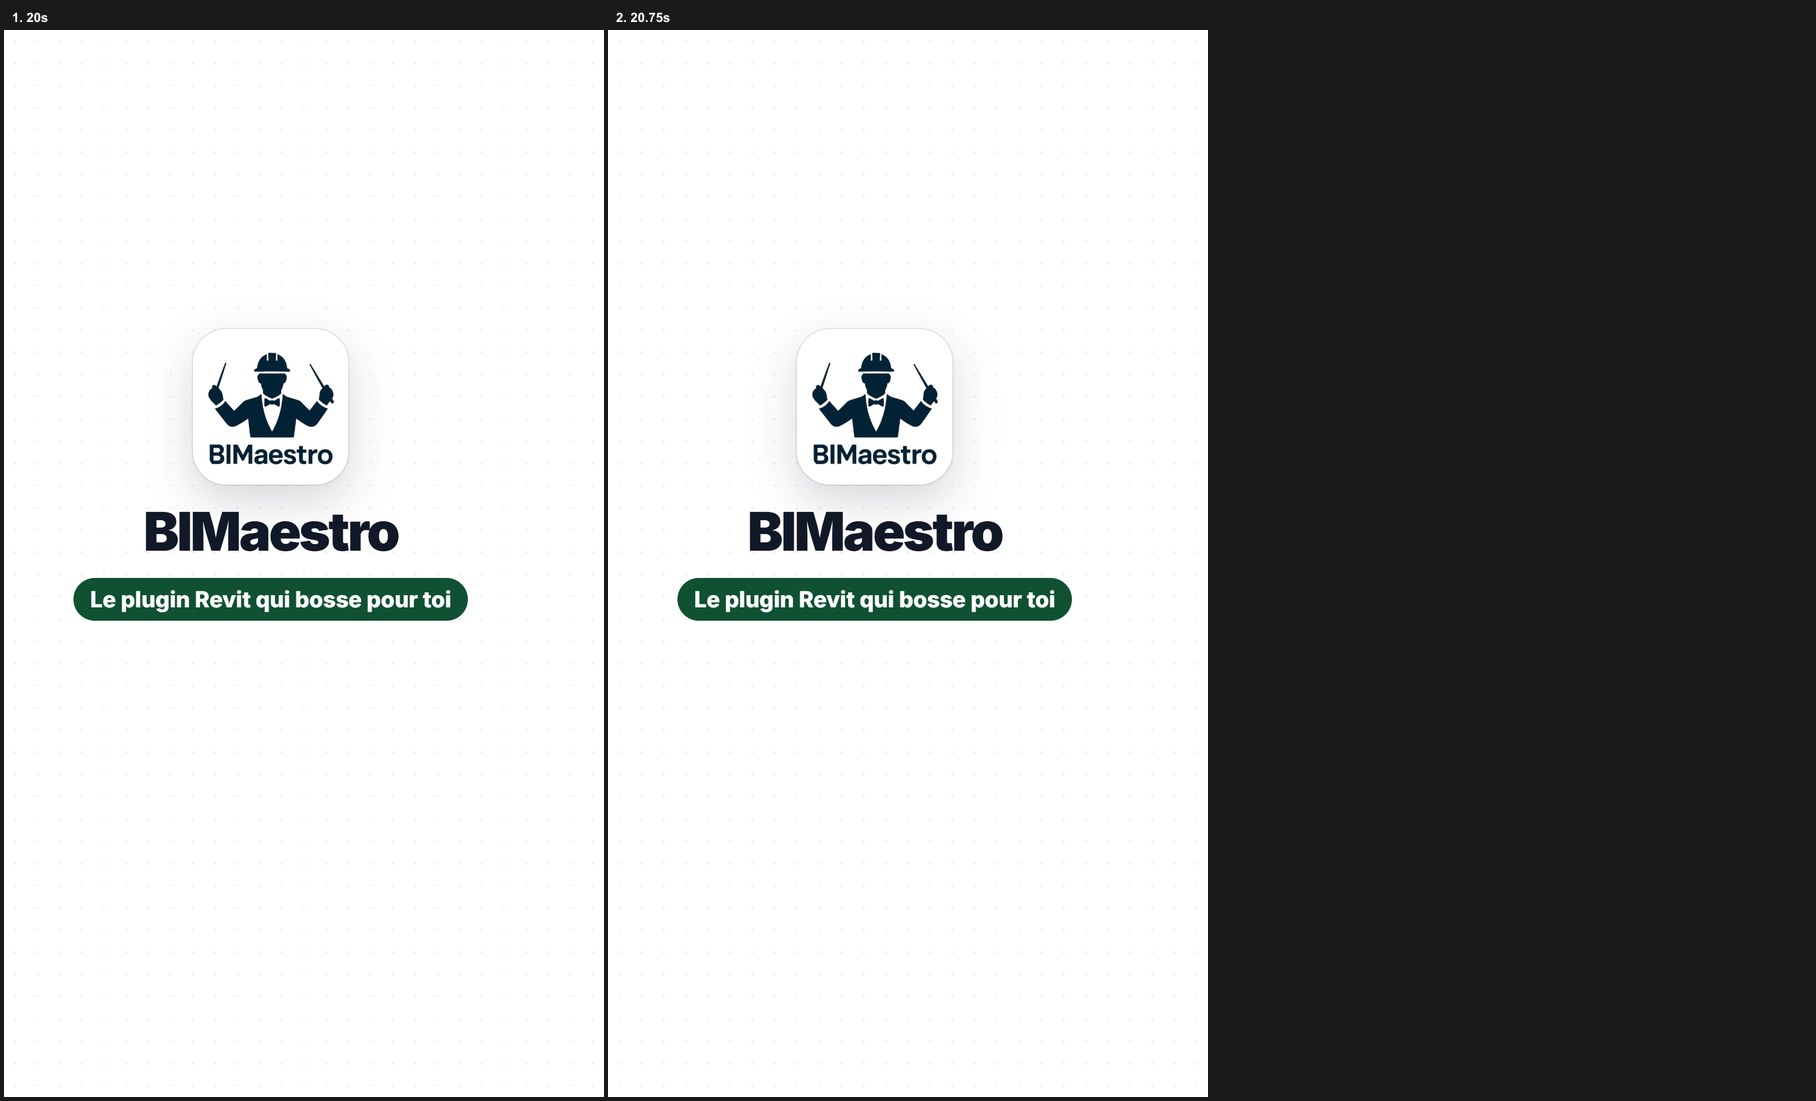 1. 20s
BIMaestro
BIMaestro
Le plugin Revit qui bosse pour toi
2. 20.75s
BIMaestro
BIMaestro
Le plugin Revit qui bosse pour toi